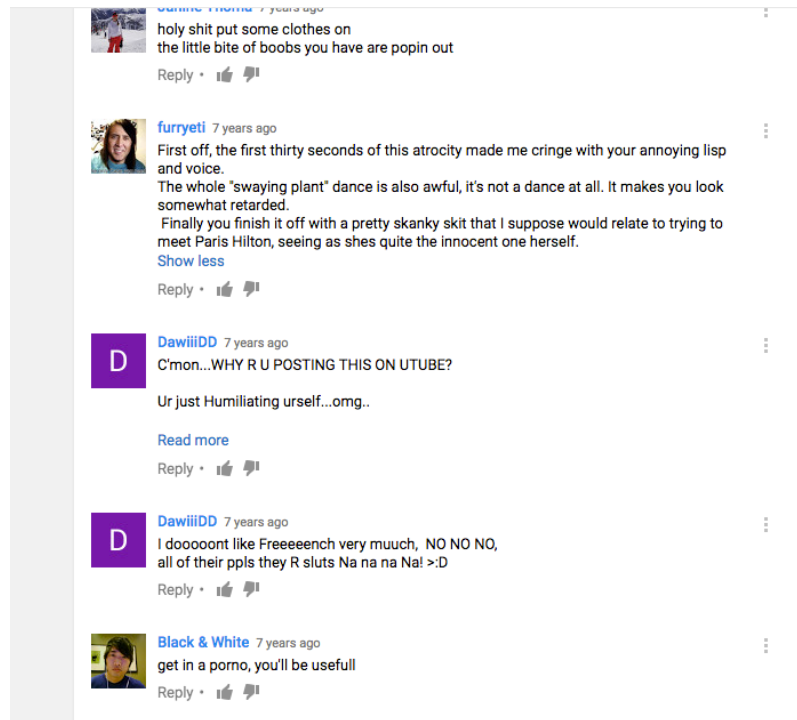 7 years ago
holy shit put some clothes on
the little bite of boobs you have are popin out
Reply •
furryeti 7 years ago
First off, the first thirty seconds of this atrocity made me cringe with your annoying lisp
and voice.
The whole "swaying plant" dance is also awful, it's not a dance at all. It makes you look
somewhat retarded.
Finally you finish it off with a pretty skanky skit that I suppose would relate to trying to
meet Paris Hilton, seeing as shes quite the innocent one herself.
Show less
Reply •
D
DawiiiDD 7 years ago
C'mon...WHY R U POSTING THIS ON UTUBE?
Ur just Humiliating urself...omg..
Read more
Reply •
D
DawiiiDD 7 years ago
I dooooont like Freeeeench very muuch, NO NO NO,
all of their ppls they R sluts Na na na Na! >:D
Reply •
Black & White 7 years ago
get in a porno, you'll be usefull
Reply •